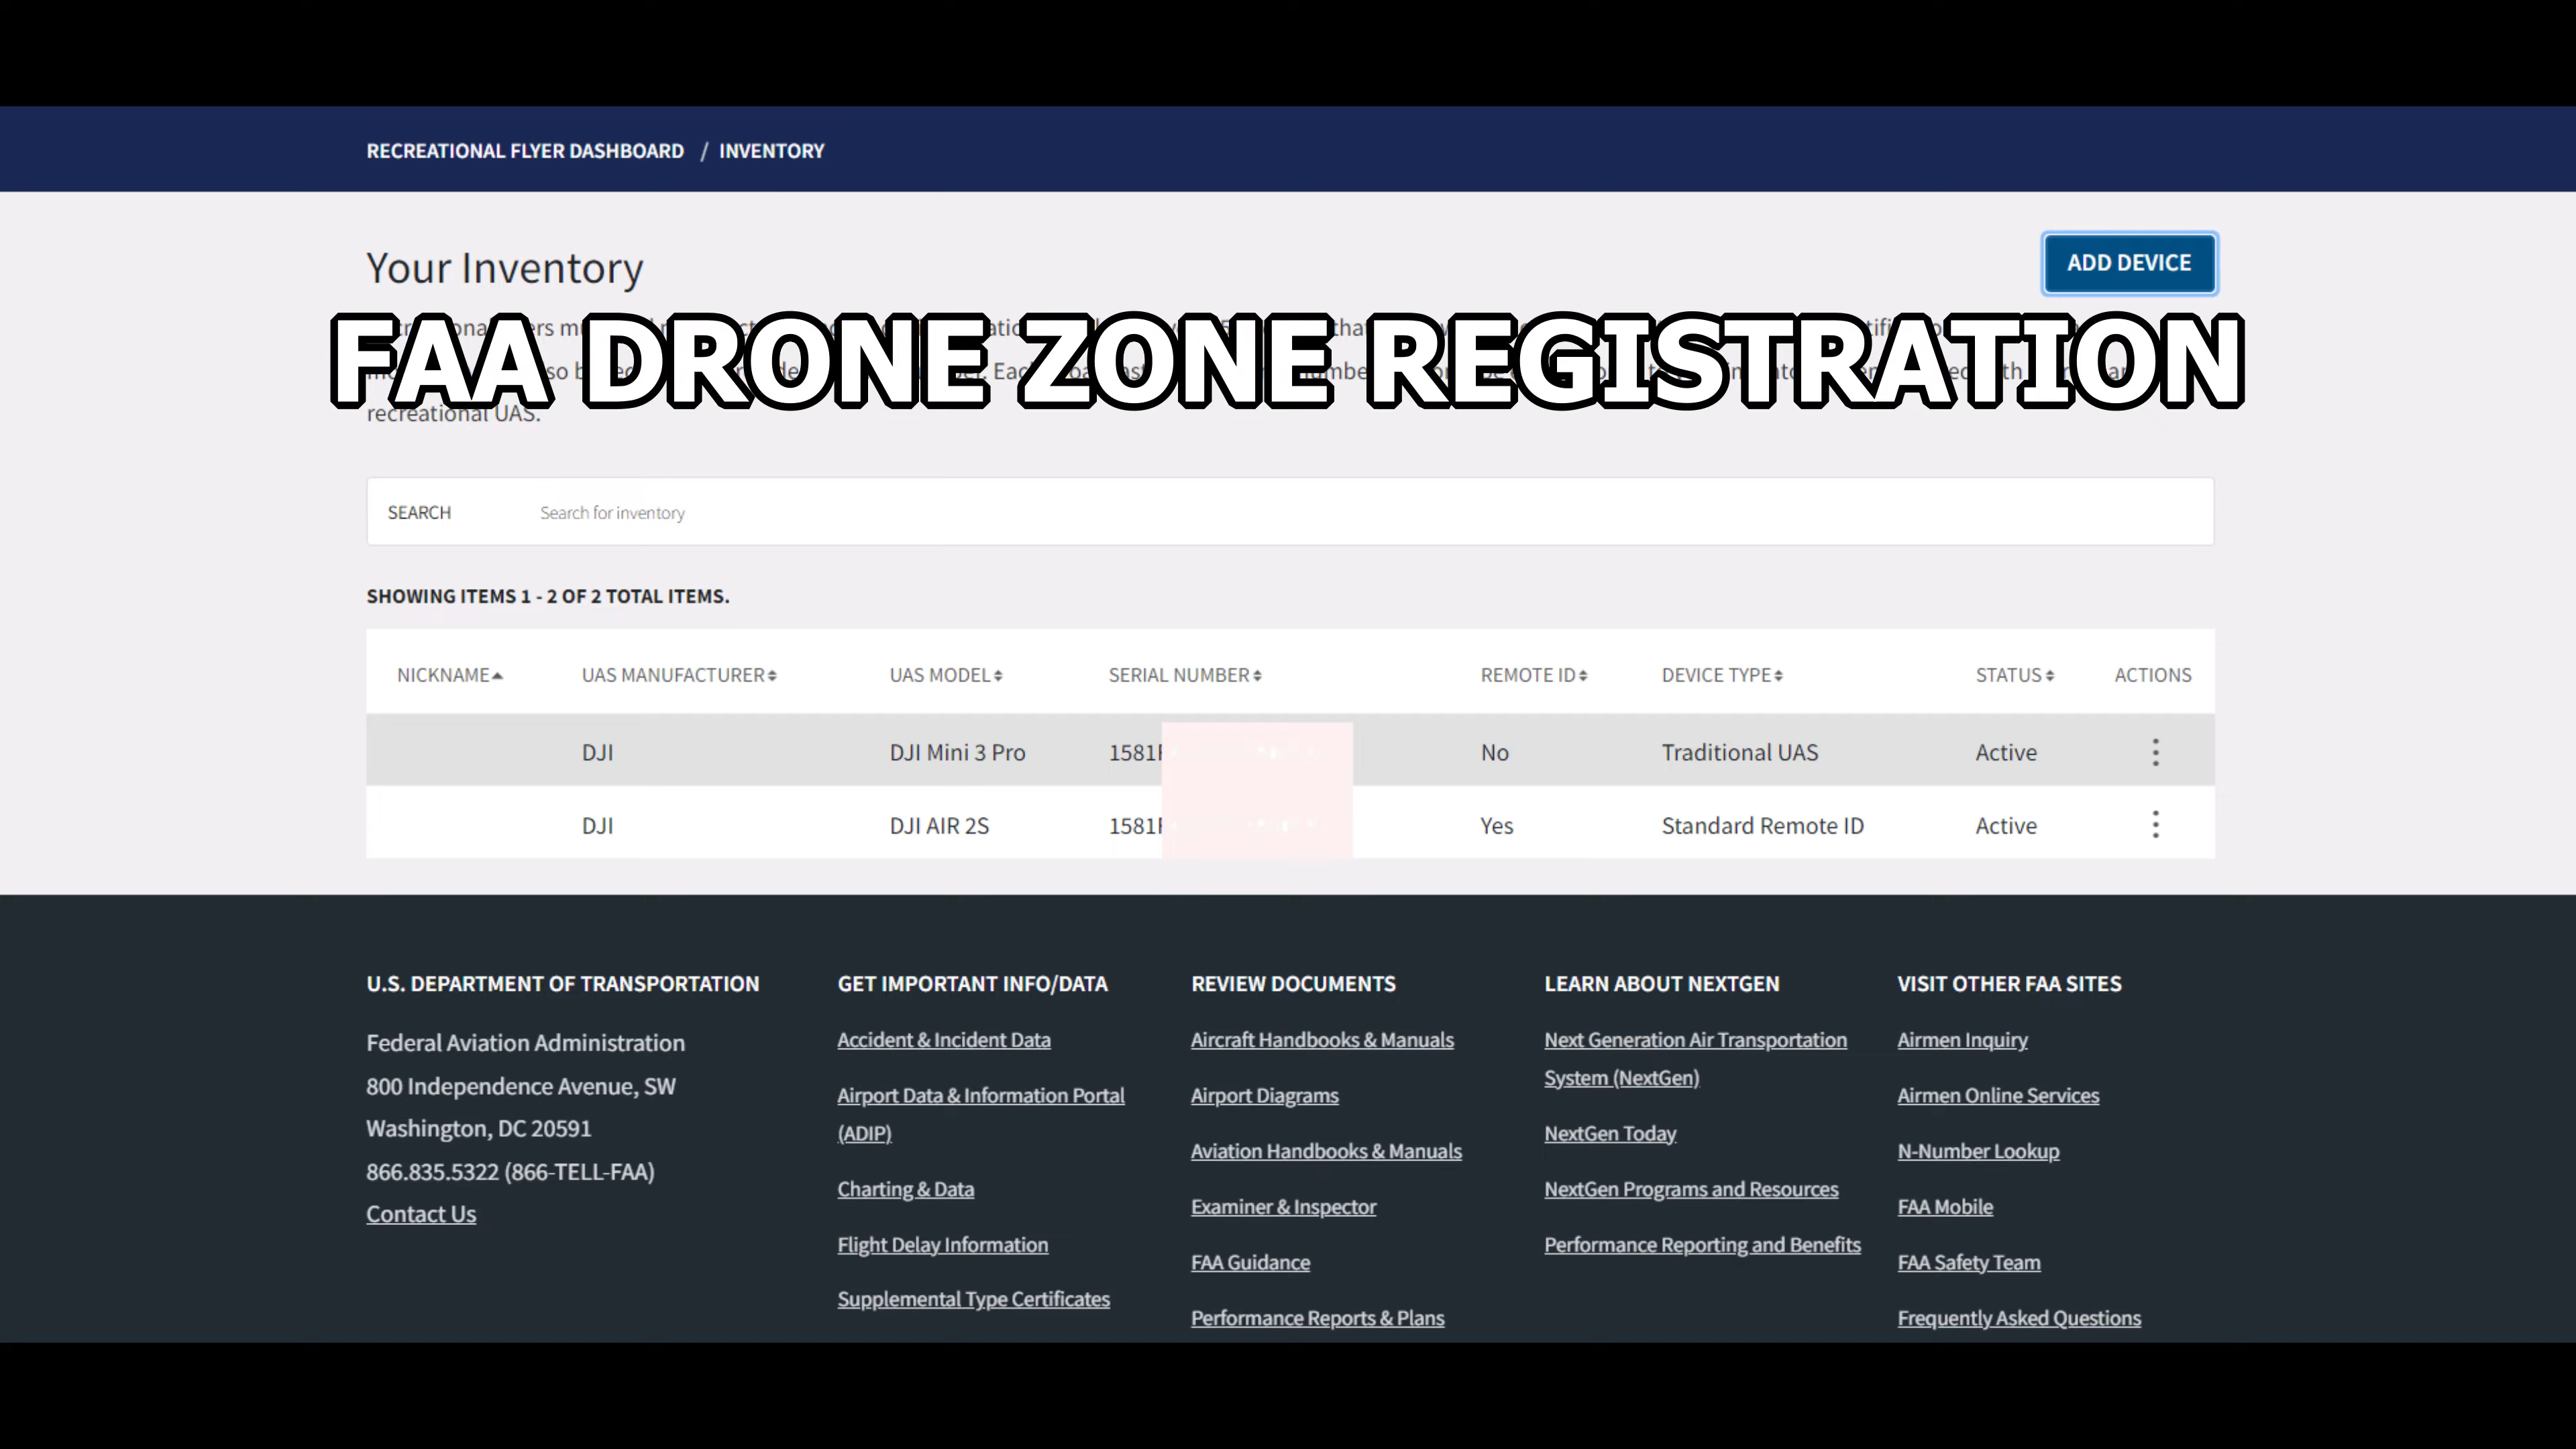 RECREATIONAL FLYER DASHBOARD / INVENTORY
Your Inventory
ADD DEVICE
FAA DRONE ZONE REGISTRATION
recreational UAS.
SEARCH Search for inventory
SHOWING ITEMS 1 - 2 OF 2 TOTAL ITEMS.
NICKNAME UAS MANUFACTURER UAS MODEL SERIAL NUMBER REMOTE ID DEVICE TYPE STATUS ACTIONS
DJI DJI Mini 3 Pro 1581F No Traditional UAS Active
DJI DJI AIR 2S 1581F Yes Standard Remote ID Active
U.S. DEPARTMENT OF TRANSPORTATION
Federal Aviation Administration
800 Independence Avenue, SW
Washington, DC 20591
866.835.5322 (866-TELL-FAA)
Contact Us
GET IMPORTANT INFO/DATA
Accident & Incident Data
Airport Data & Information Portal
(ADIP)
Charting & Data
Flight Delay Information
Supplemental Type Certificates
REVIEW DOCUMENTS
Aircraft Handbooks & Manuals
Airport Diagrams
Aviation Handbooks & Manuals
Examiner & Inspector
FAA Guidance
Performance Reports & Plans
LEARN ABOUT NEXTGEN
Next Generation Air Transportation
System (NextGen)
NextGen Today
NextGen Programs and Resources
Performance Reporting and Benefits
VISIT OTHER FAA SITES
Airmen Inquiry
Airmen Online Services
N-Number Lookup
FAA Mobile
FAA Safety Team
Frequently Asked Questions